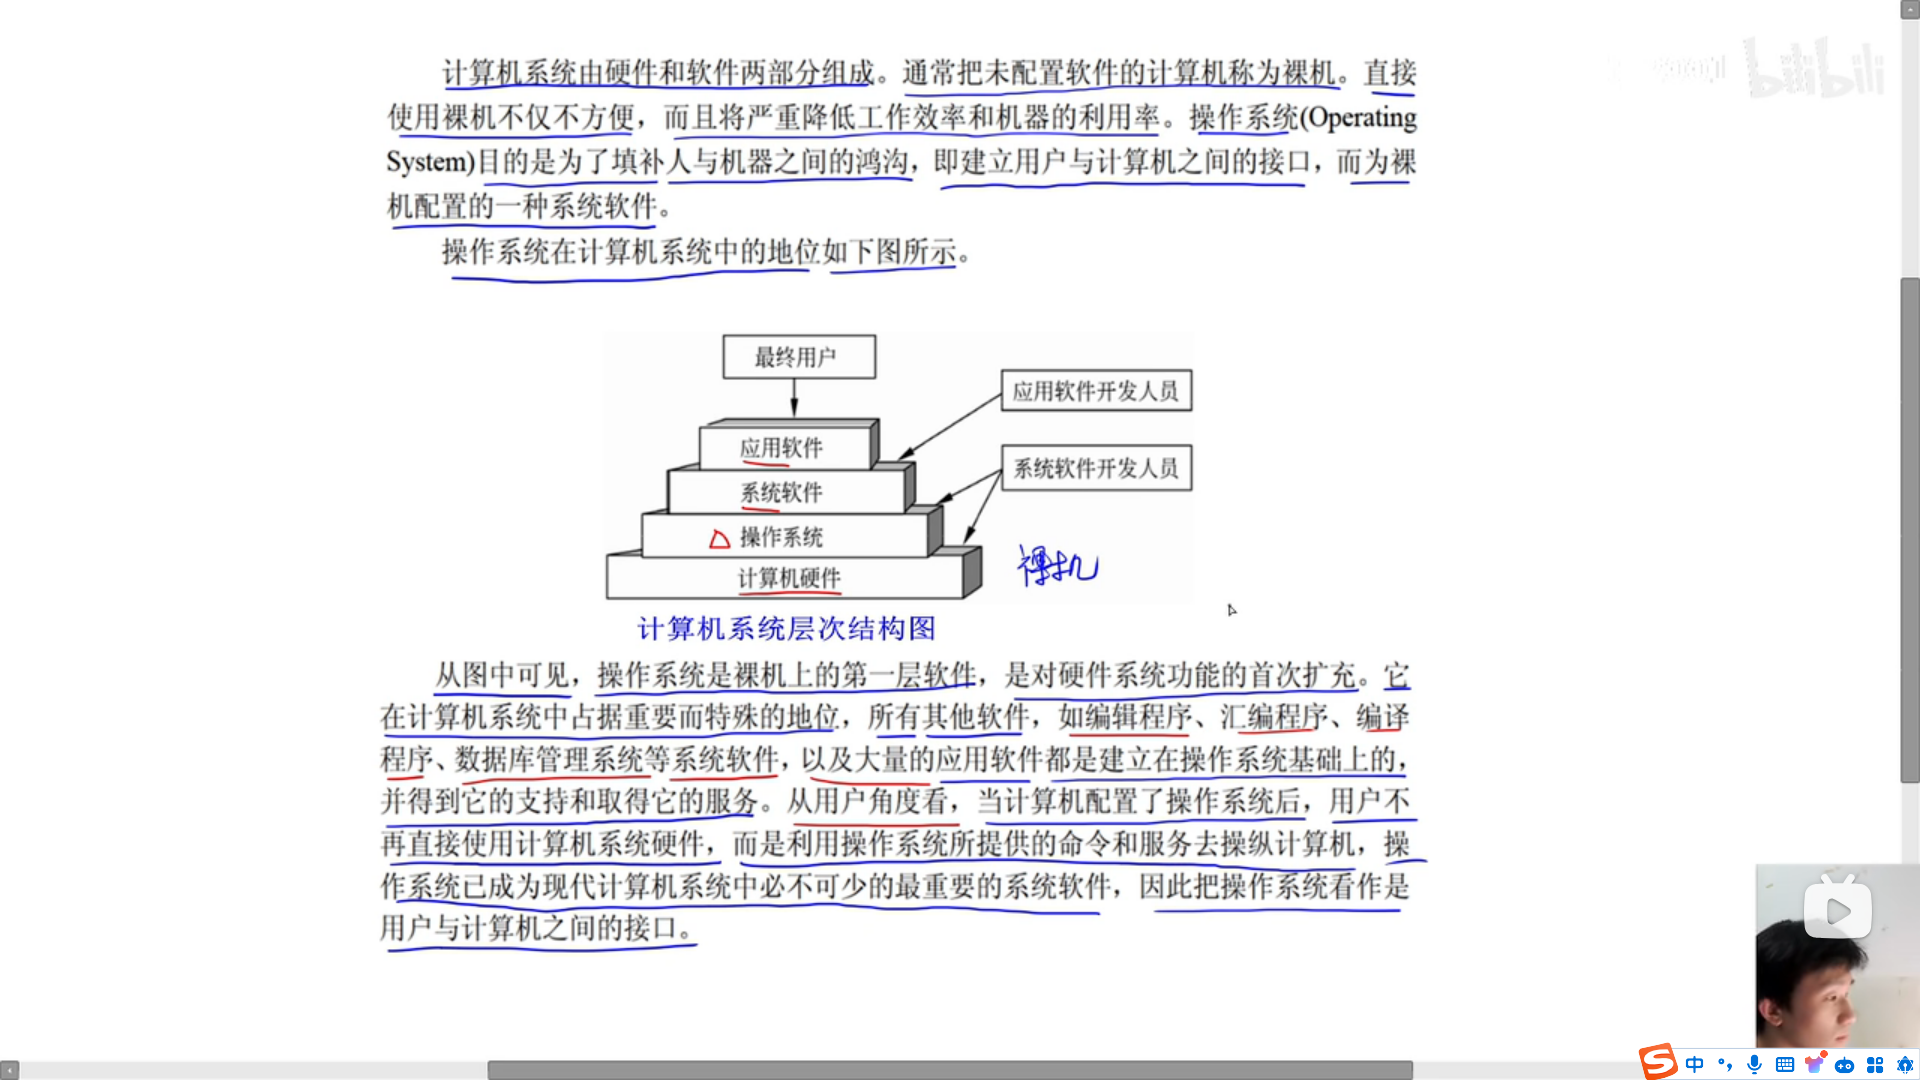 计算机系统由硬件和软件两部分组成。通常把未配置软件的计算机称为裸机。直接
使用裸机不仅不方便，而且将严重降低工作效率和机器的利用率。操作系统(Operating
System)目的是为了填补人与机器之间的鸿沟，即建立用户与计算机之间的接口，而为裸
机配置的一种系统软件。
操作系统在计算机系统中的地位如下图所示。
最终用户
应用软件开发人员
应用软件
系统软件开发人员
系统软件
操作系统
裸机
计算机硬件
计算机系统层次结构图
从图中可见，操作系统是裸机上的第一层软件，是对硬件系统功能的首次扩充。它
在计算机系统中占据重要而特殊的地位，所有其他软件，如编辑程序、汇编程序、编译
程序、数据库管理系统等系统软件，以及大量的应用软件都是建立在操作系统基础上的，
并得到它的支持和取得它的服务。从用户角度看，当计算机配置了操作系统后，用户不
再直接使用计算机系统硬件，而是利用操作系统所提供的命令和服务去操纵计算机，操
作系统已成为现代计算机系统中必不可少的最重要的系统软件，因此把操作系统看作是
用户与计算机之间的接口。
bilibili
中